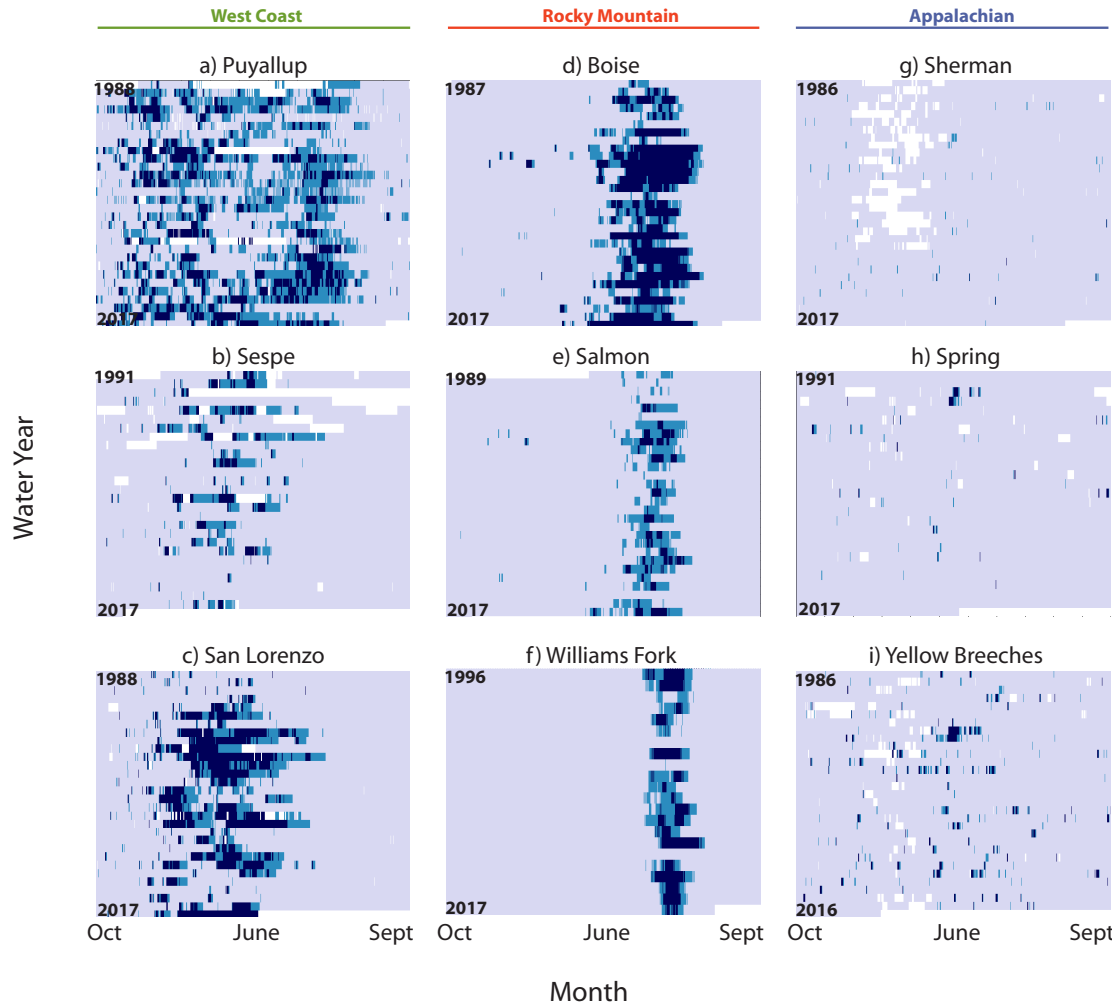 West Coast
Rocky Mountain
Appalachian
a) Puyallup
d) Boise
g) Sherman
1988
1987
1986
2017
2017
2017
b) Sespe
e) Salmon
h) Spring
1991
1989
1991
Water Year
2017
2017
2017
c) San Lorenzo
f) Williams Fork
i) Yellow Breeches
1988
1996
1986
2017
2017
2016
Oct June Sept
Oct June Sept
Oct June Sept
Month